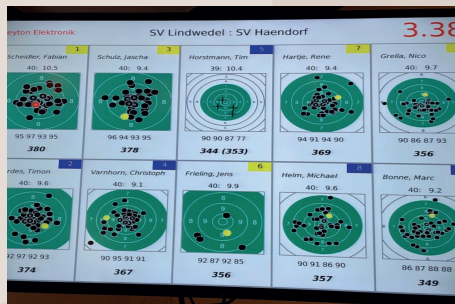 eyton Elektronik SV Lindwedel : SV Haendorf 3.38
Scheibler, Fabian 1
40: 10.5
95 97 93 95
380
Schulz, Jascha 3
40: 9.4
96 94 93 95
378
Horstmann, Tim 5
39: 10.4
90 90 87 77
344 (353)
Hartje, Rene 7
40: 9.4
94 91 94 90
369
Grella, Nico
40: 9.7
90 86 87 93
356
rdes, Timon 2
40: 9.6
92 97 92 93
374
Varnhorn, Christoph 4
40: 9.1
90 95 91 91
367
Frieling, Jens 6
40: 9.9
92 87 92 85
356
Helm, Michael 8
40: 9.6
90 91 86 90
357
Bonne, Marc
40: 9.2
86 87 88 88
349